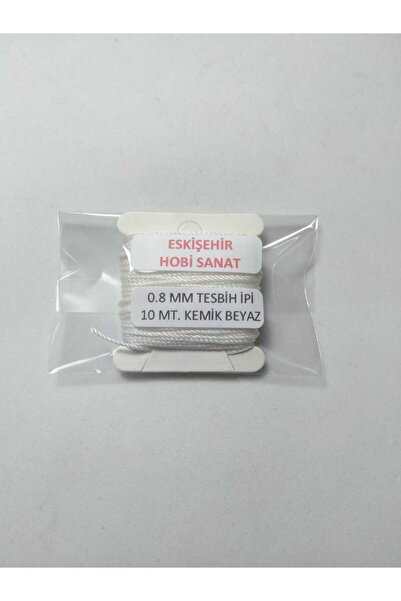 ESKİŞEHİR
HOBİ SANAT
0.8 MM TESBİH İPİ
10 MT. KEMİK BEYAZ